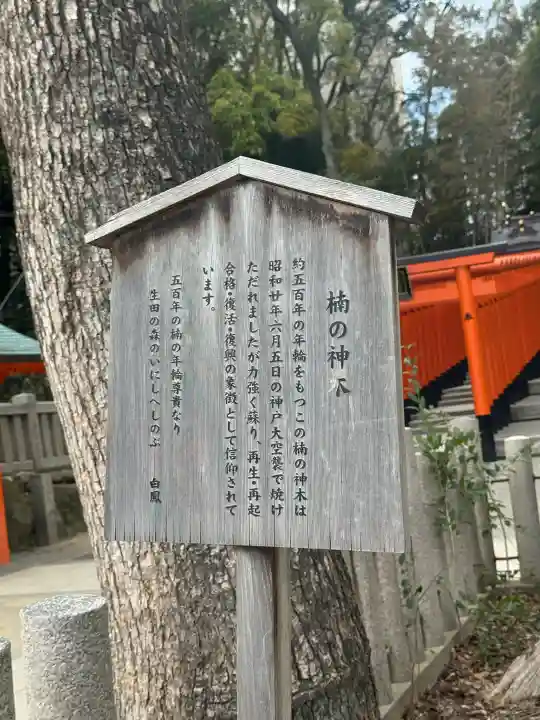 楠の神木
約五百年の年輪をもつこの楠の神木は
昭和廿年六月五日の神戸大空襲で焼け
ただれましたが力強く蘇り、再生・再起
合格・復活・復興の象徴として信仰されて
います。
五百年の楠の年輪尊貴なり
生田の森のいにしへしのぶ 白鳳